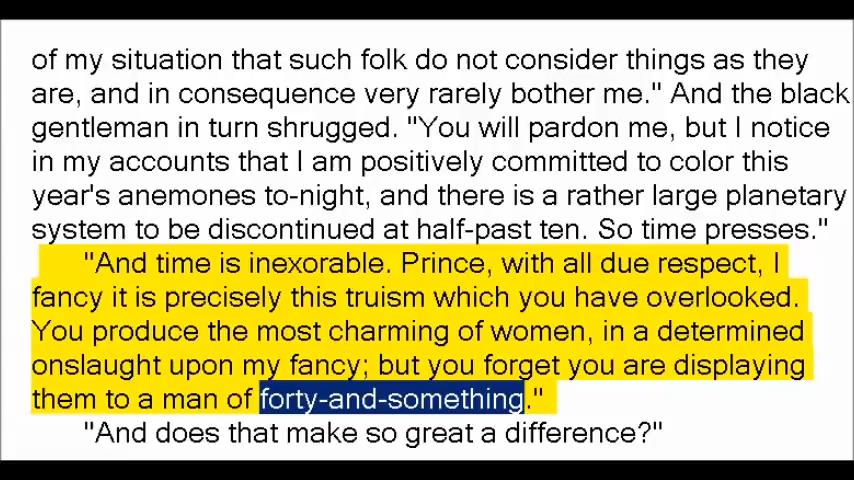 of my situation that such folk do not consider things as they
are, and in consequence very rarely bother me." And the black
gentleman in turn shrugged. "You will pardon me, but I notice
in my accounts that I am positively committed to color this
year's anemones to-night, and there is a rather large planetary
system to be discontinued at half-past ten. So time presses."
"And time is inexorable. Prince, with all due respect, I
fancy it is precisely this truism which you have overlooked.
You produce the most charming of women, in a determined
onslaught upon my fancy; but you forget you are displaying
them to a man of forty-and-something."
"And does that make so great a difference?"